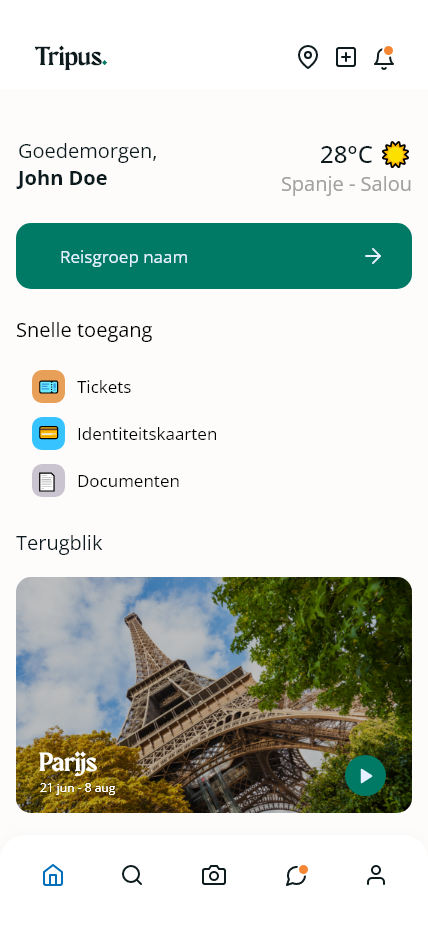 Tripus.
Goedemorgen,
John Doe
28°C
Spanje - Salou
Reisgroep naam
Snelle toegang
Tickets
Identiteitskaarten
Documenten
Terugblik
Parijs
21 jun - 8 aug